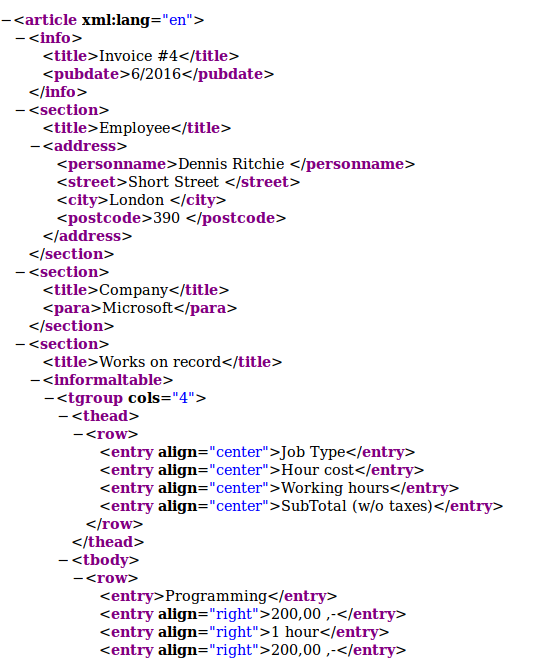 −<article xml:lang="en">
−<info>
<title>Invoice #4</title>
<pubdate>6/2016</pubdate>
</info>
−<section>
<title>Employee</title>
−<address>
<personname>Dennis Ritchie </personname>
<street>Short Street </street>
<city>London </city>
<postcode>390 </postcode>
</address>
</section>
−<section>
<title>Company</title>
<para>Microsoft</para>
</section>
−<section>
<title>Works on record</title>
−<informaltable>
−<tgroup cols="4">
−<thead>
−<row>
<entry align="center">Job Type</entry>
<entry align="center">Hour cost</entry>
<entry align="center">Working hours</entry>
<entry align="center">SubTotal (w/o taxes)</entry>
</row>
</thead>
−<tbody>
−<row>
<entry>Programming</entry>
<entry align="right">200,00 ,-</entry>
<entry align="right">1 hour</entry>
<entry align="right">200,00 ,-</entry>